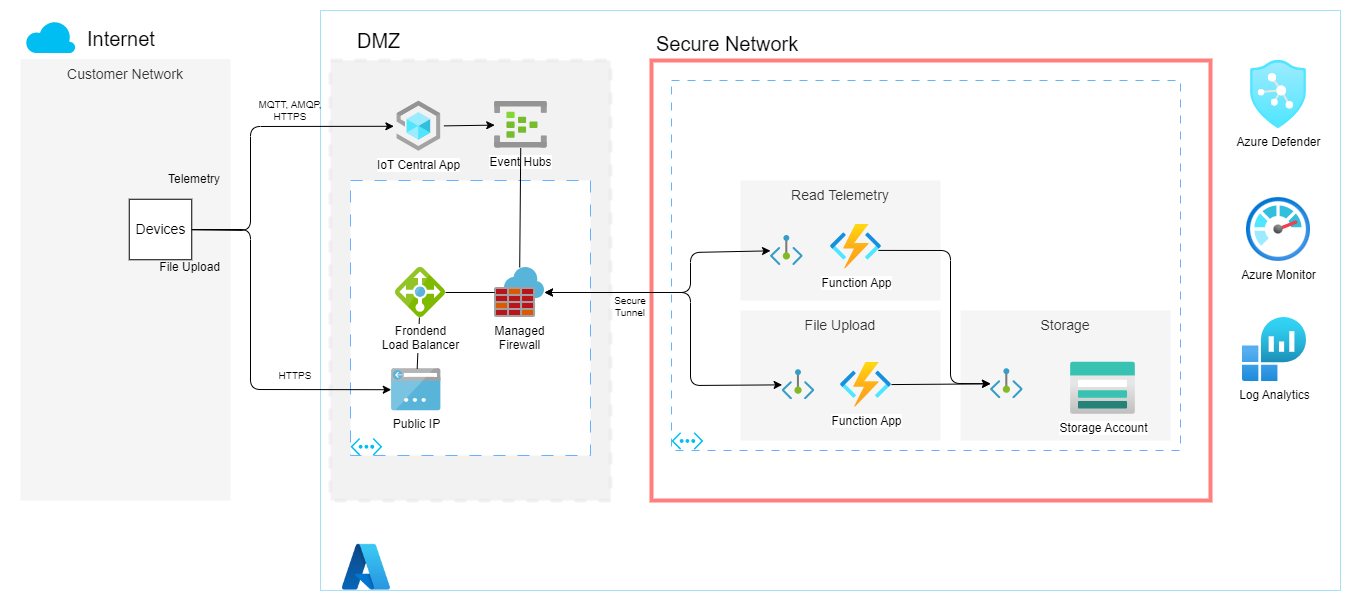 Internet
Customer Network
Telemetry
Devices
File Upload
MQTT, AMQP,
HTTPS
HTTPS
DMZ
IoT Central App
Event Hubs
Frondend
Load Balancer
Managed
Firewall
Public IP
Secure
Tunnel
Secure Network
Read Telemetry
Function App
File Upload
Function App
Storage
Storage Account
Azure Defender
Azure Monitor
Log Analytics